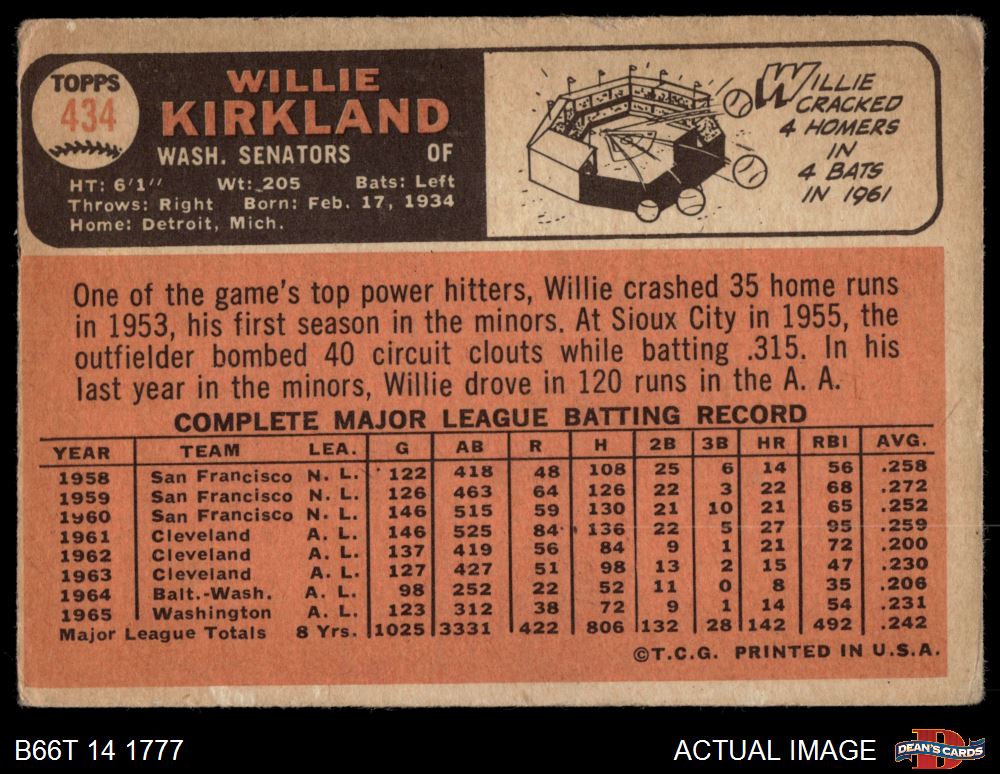 TOPPS
434
WILLIE
KIRKLAND
WASH. SENATORS OF
HT: 6'1" Wt: 205 Bats: Left
Throws: Right Born: Feb. 17, 1934
Home: Detroit, Mich.
WILLIE
CRACKED
4 HOMERS
IN
4 BATS
IN 1961
One of the game's top power hitters, Willie crashed 35 home runs
in 1953, his first season in the minors. At Sioux City in 1955, the
outfielder bombed 40 circuit clouts while batting .315. In his
last year in the minors, Willie drove in 120 runs in the A. A.
COMPLETE MAJOR LEAGUE BATTING RECORD
YEAR TEAM LEA. G AB R H 2B 3B HR RBI AVG.
1958 San Francisco N. L. 122 418 48 108 25 6 14 56 .258
1959 San Francisco N. L. 126 463 64 126 22 3 22 68 .272
1960 San Francisco N. L. 146 515 59 130 21 10 21 65 .252
1961 Cleveland A. L. 146 525 84 136 22 5 27 95 .259
1962 Cleveland A. L. 137 419 56 84 9 1 21 72 .200
1963 Cleveland A. L. 127 427 51 98 13 2 15 47 .230
1964 Balt.-Wash. A. L. 98 252 22 52 11 0 8 35 .206
1965 Washington A. L. 123 312 38 72 9 1 14 54 .231
Major League Totals 8 Yrs. 1025 3331 422 806 132 28 142 492 .242
©T.C.G. PRINTED IN U.S.A.
B66T 14 1777
ACTUAL IMAGE
DEAN'S CARDS